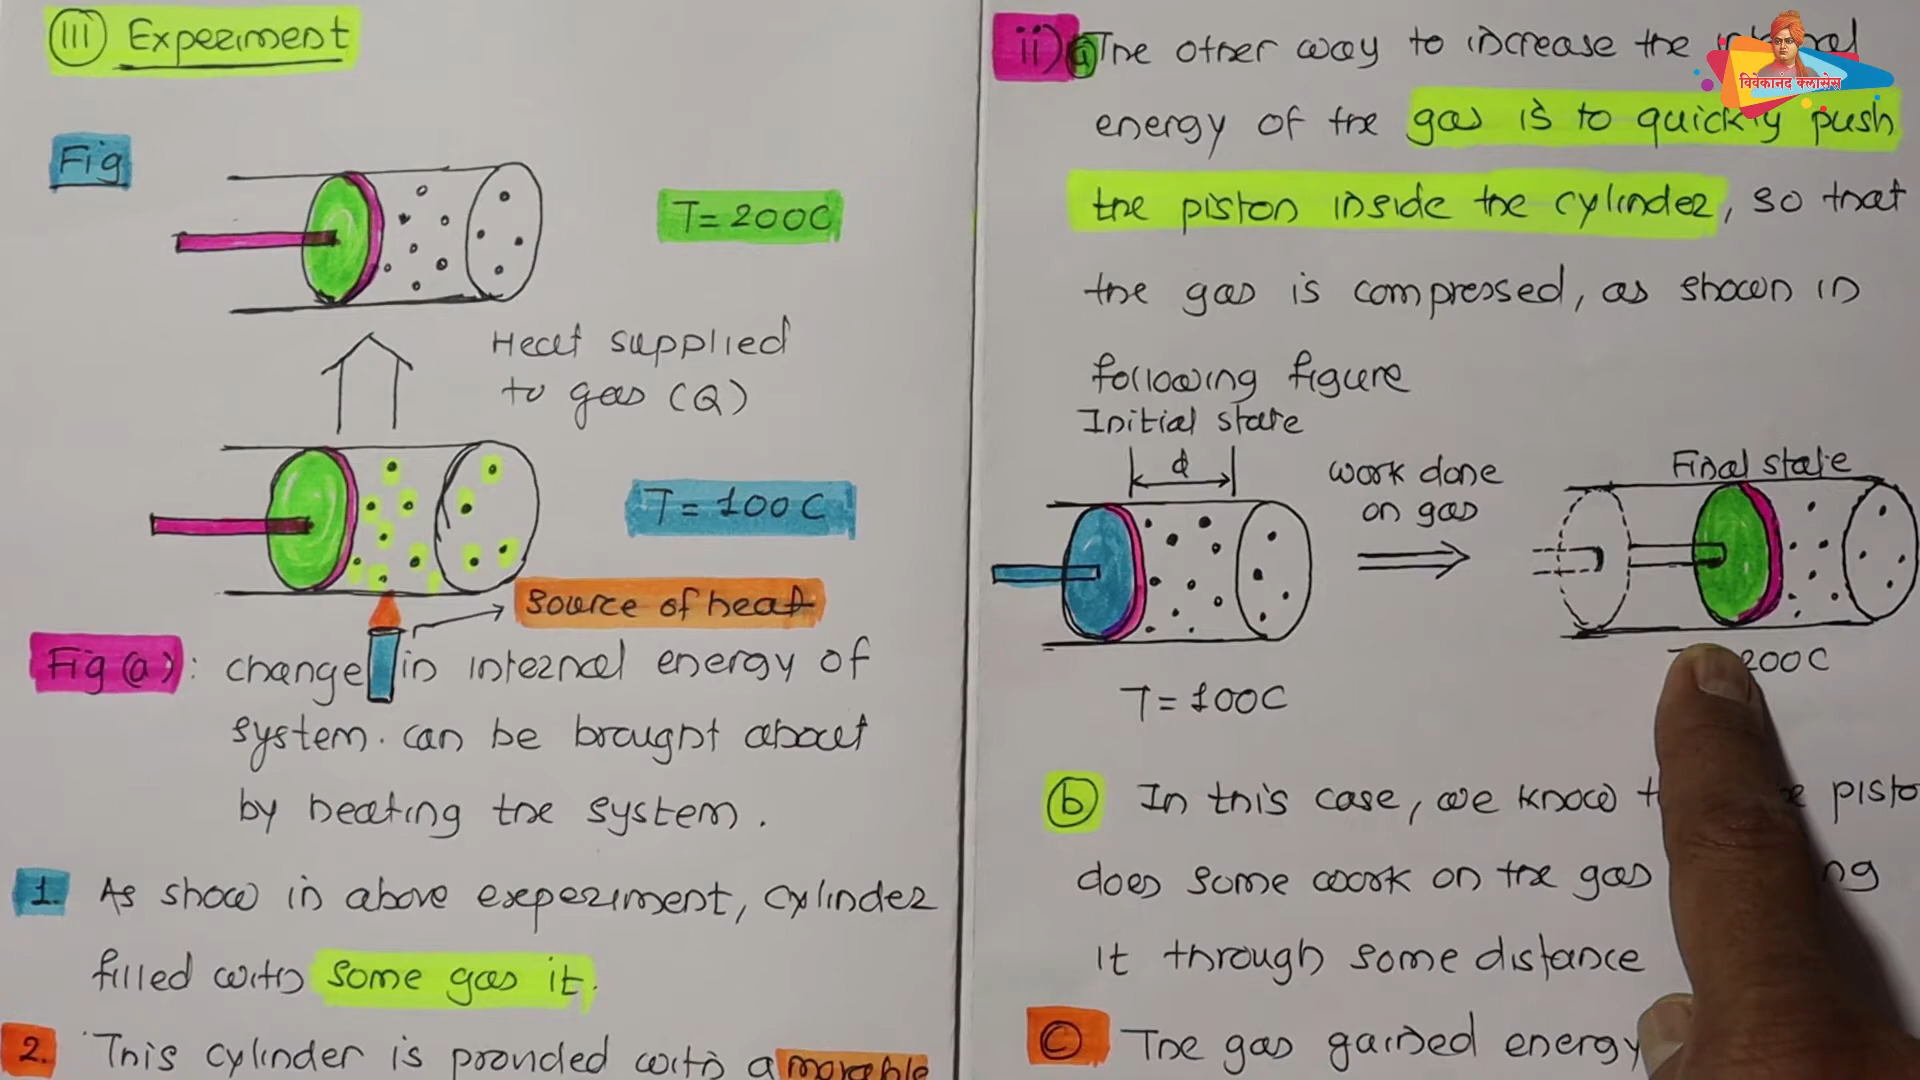 III Experiment
Fig
T = 200C
Heat supplied
to gas (Q)
T = 100C
Source of heat
Fig (a): change in internal energy of
system. can be brought about
by heating the system.
1. As show in above experiment, cylinder
filled with some gas it.
2. This cylinder is provided with a movable
ii) a The other way to increase the
energy of the gas is to quickly push
the piston inside the cylinder, so that
the gas is compressed, as shown in
following figure
Initial state
d
work done
on gas
Final state
T = 100C
200C
b In this case, we know
does some work on the gas
it through some distance
c The gas gained energy
विवेकानंद क्लासेस